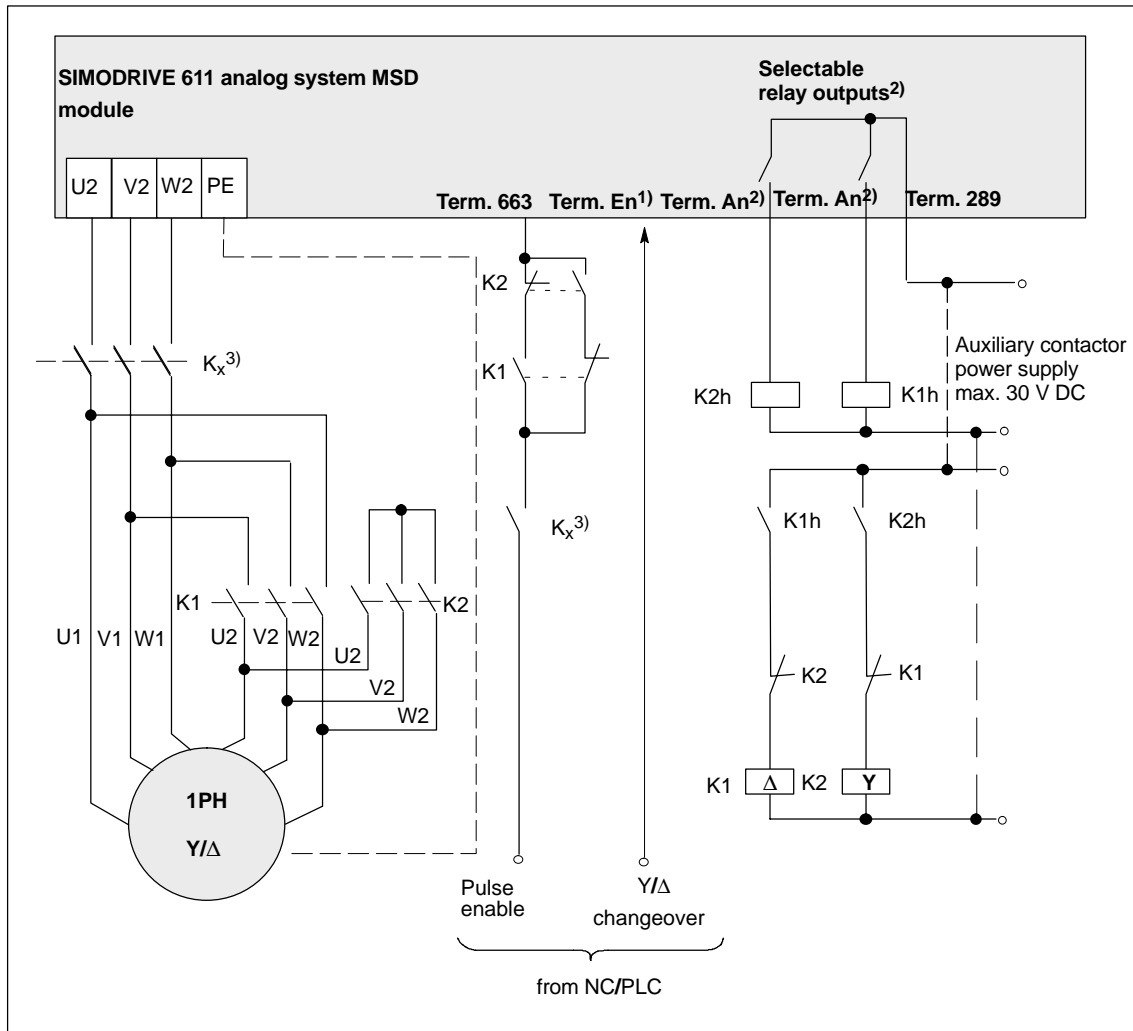 SIMODRIVE 611 analog system MSD
module
Selectable
relay outputs2)
U2 V2 W2 PE
Term. 663 Term. En1) Term. An2) Term. An2) Term. 289
K2
Kx3)
K1
Auxiliary contactor
power supply
max. 30 V DC
K2h K1h
Kx3)
K1h K2h
K1 K2
U1 V1 W1 U2 V2 W2
U2
V2
W2
K2 K1
K1 Δ K2 Y
1PH
Y/Δ
Pulse
enable
Y/Δ
changeover
from NC/PLC